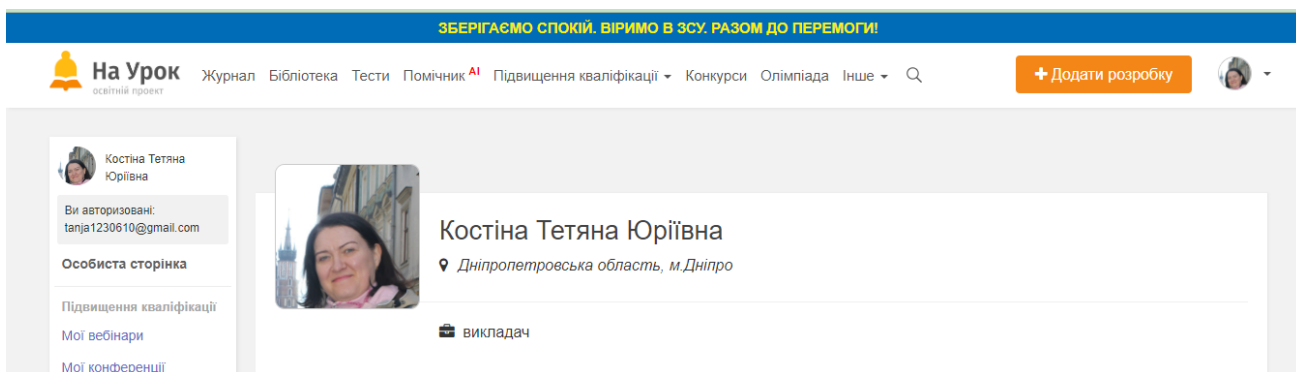 ЗБЕРІГАЄМО СПОКІЙ. ВІРИМО В ЗСУ. РАЗОМ ДО ПЕРЕМОГИ!
На Урок
освітній проект
Журнал Бібліотека Тести Помічник AI Підвищення кваліфікації Конкурси Олімпіада Інше
+ Додати розробку
Костіна Тетяна
Юріївна
Ви авторизовані:
tanja1230610@gmail.com
Особиста сторінка
Підвищення кваліфікації
Мої вебінари
Мої конференції
Костіна Тетяна Юріївна
Дніпропетровська область, м.Дніпро
викладач